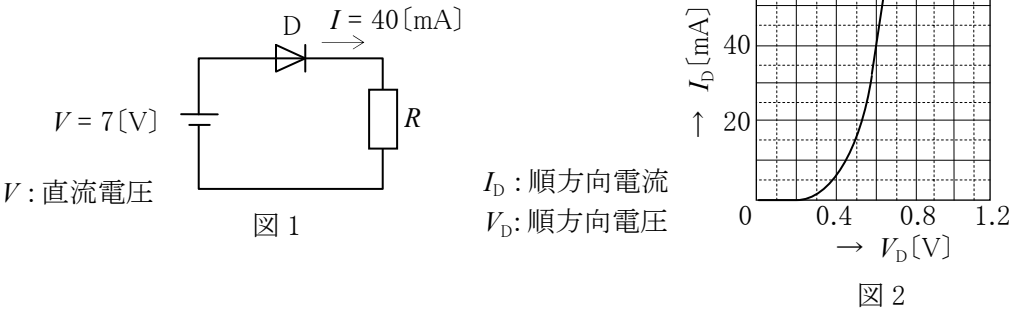 D
I = 40〔mA〕
V = 7〔V〕
R
V : 直流電圧
図 1
I_D : 順方向電流
V_D : 順方向電圧
→ I_D〔mA〕
40
20
0 0.4 0.8 1.2
→ V_D〔V〕
図 2